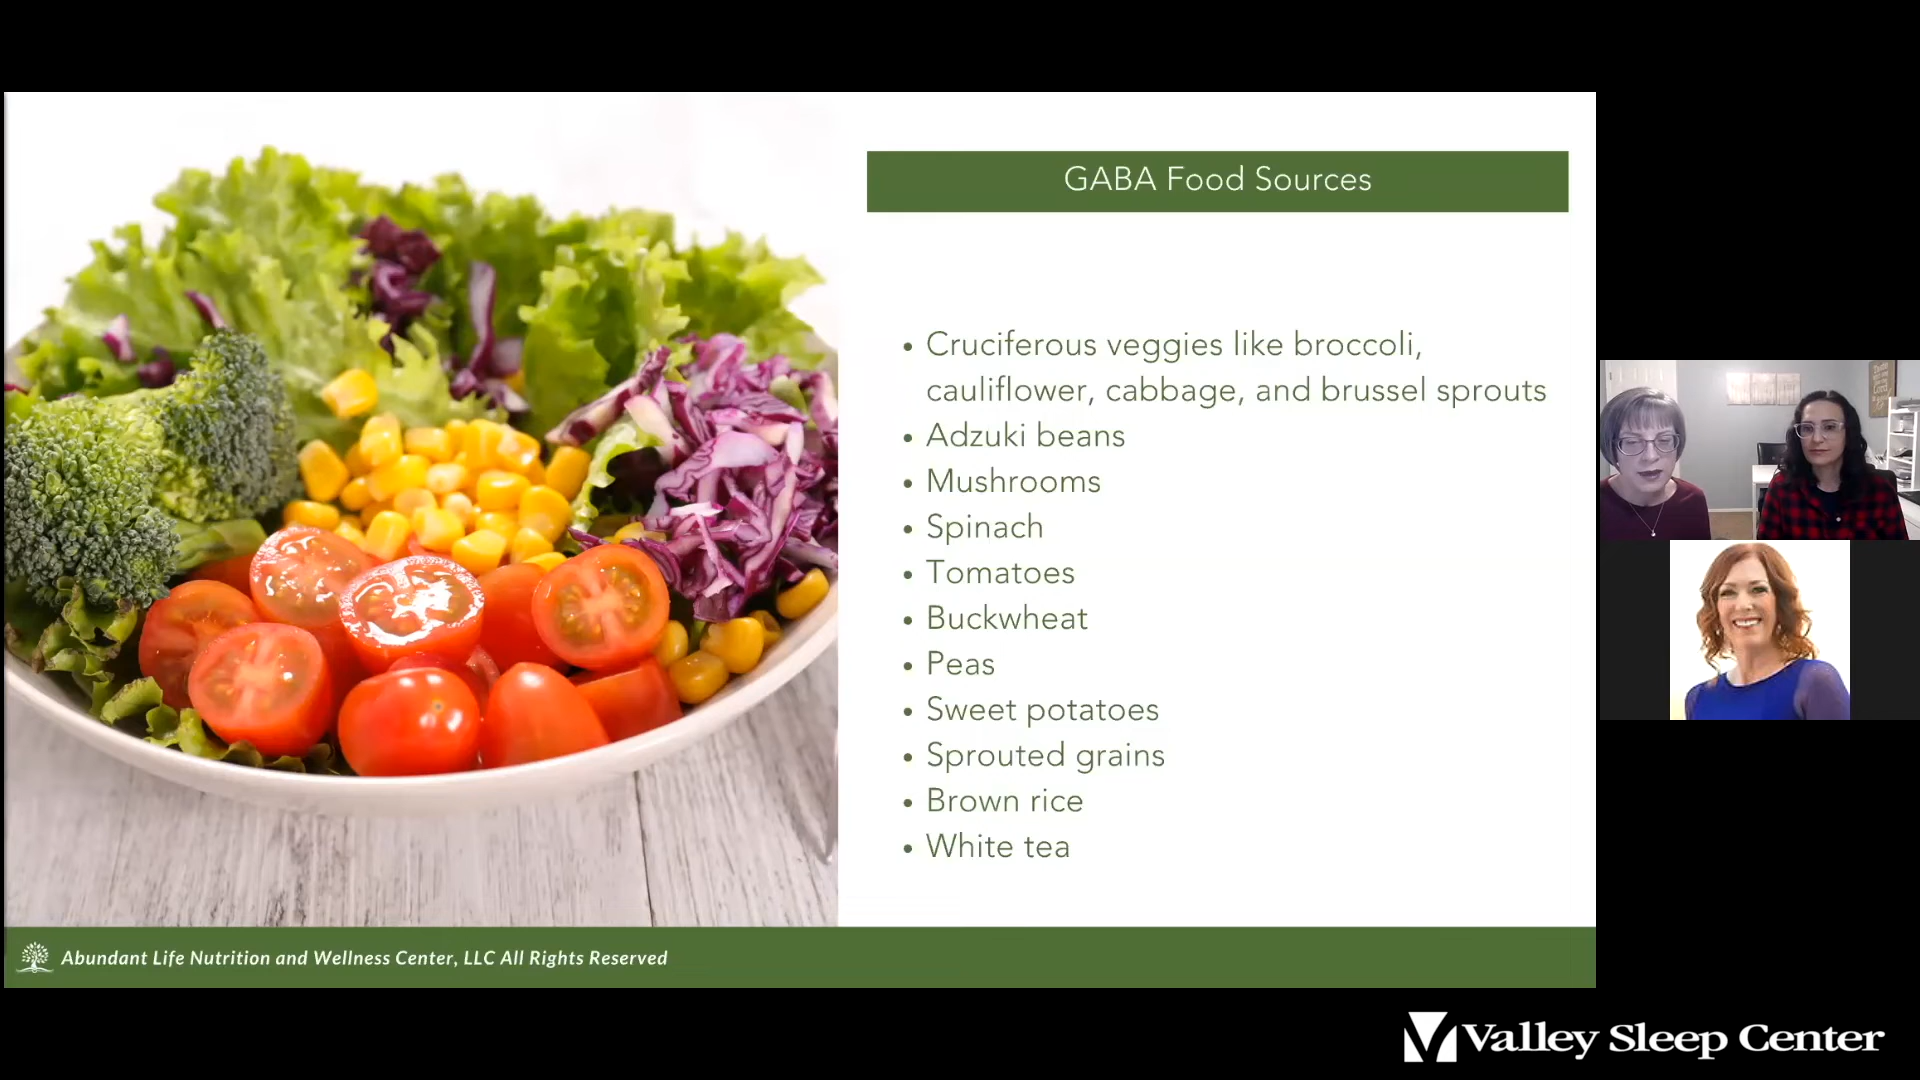 GABA Food Sources
• Cruciferous veggies like broccoli,
cauliflower, cabbage, and brussel sprouts
• Adzuki beans
• Mushrooms
• Spinach
• Tomatoes
• Buckwheat
• Peas
• Sweet potatoes
• Sprouted grains
• Brown rice
• White tea
Abundant Life Nutrition and Wellness Center, LLC All Rights Reserved
Valley Sleep Center